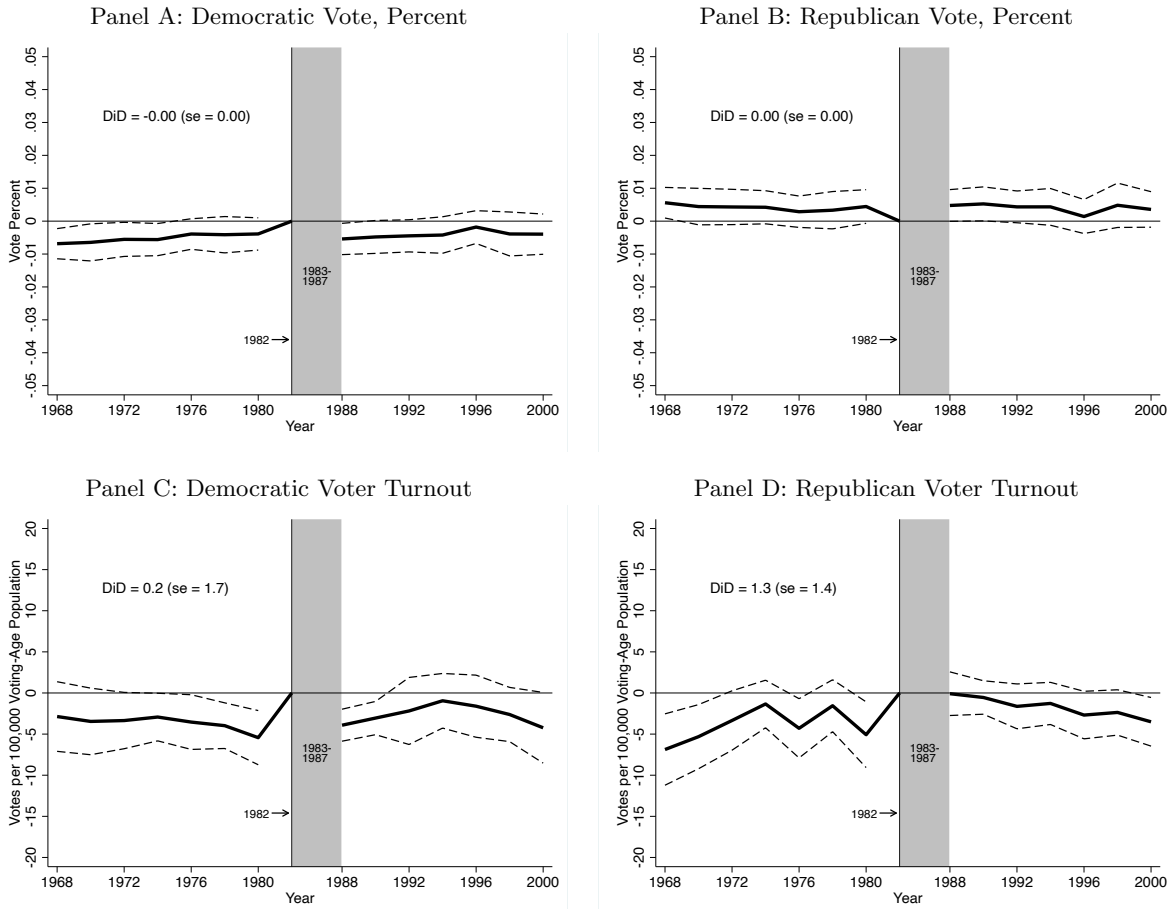 Panel A: Democratic Vote, Percent
Vote Percent
.05
.04
.03
.02
.01
0
-.01
-.02
-.03
-.04
-.05
DiD = -0.00 (se = 0.00)
1983-
1987
1982
1968 1972 1976 1980 1988 1992 1996 2000
Year
Panel B: Republican Vote, Percent
Vote Percent
.05
.04
.03
.02
.01
0
-.01
-.02
-.03
-.04
-.05
DiD = 0.00 (se = 0.00)
1983-
1987
1982
1968 1972 1976 1980 1988 1992 1996 2000
Year
Panel C: Democratic Voter Turnout
Votes per 100,000 Voting-Age Population
20
15
10
5
0
-5
-10
-15
-20
DiD = 0.2 (se = 1.7)
1983-
1987
1982
1968 1972 1976 1980 1988 1992 1996 2000
Year
Panel D: Republican Voter Turnout
Votes per 100,000 Voting-Age Population
20
15
10
5
0
-5
-10
-15
-20
DiD = 1.3 (se = 1.4)
1983-
1987
1982
1968 1972 1976 1980 1988 1992 1996 2000
Year